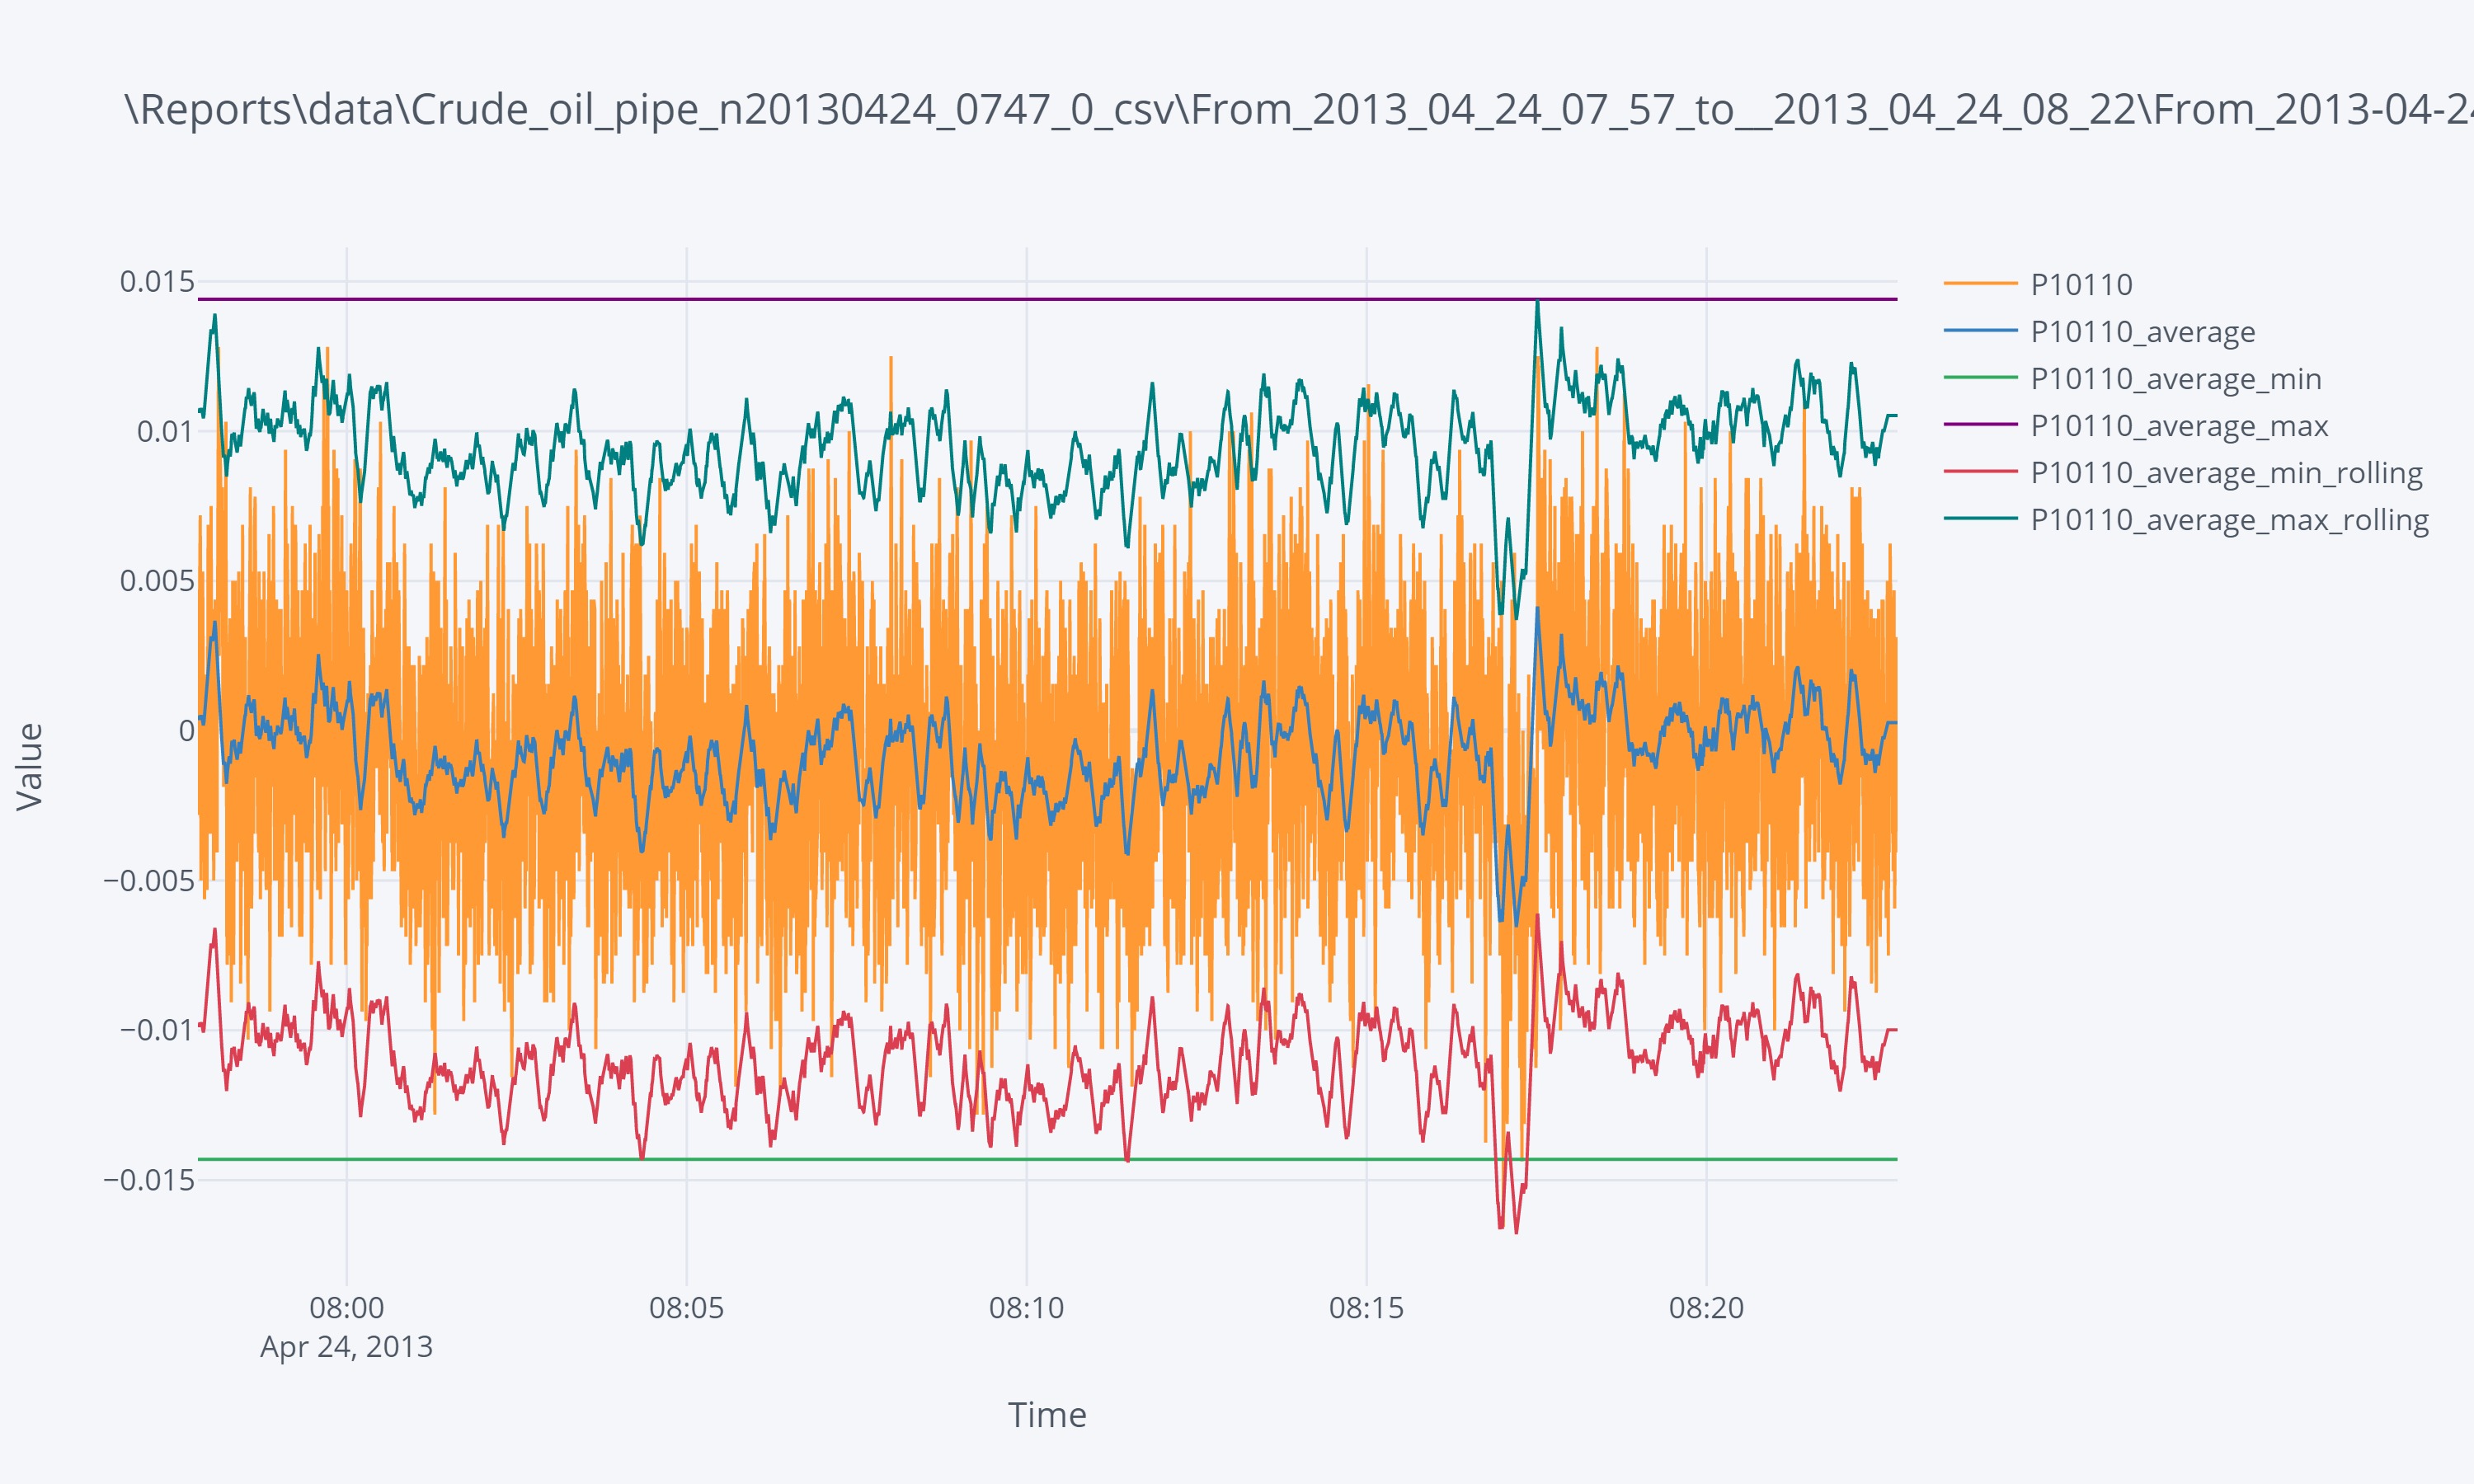 \Reports\data\Crude_oil_pipe_n20130424_0747_0_csv\From_2013_04_24_07_57_to__2013_04_24_08_22\From_2013-04-24
0.015
0.01
0.005
0
−0.005
−0.01
−0.015
Value
08:00
08:05
08:10
08:15
08:20
Apr 24, 2013
Time
P10110
P10110_average
P10110_average_min
P10110_average_max
P10110_average_min_rolling
P10110_average_max_rolling